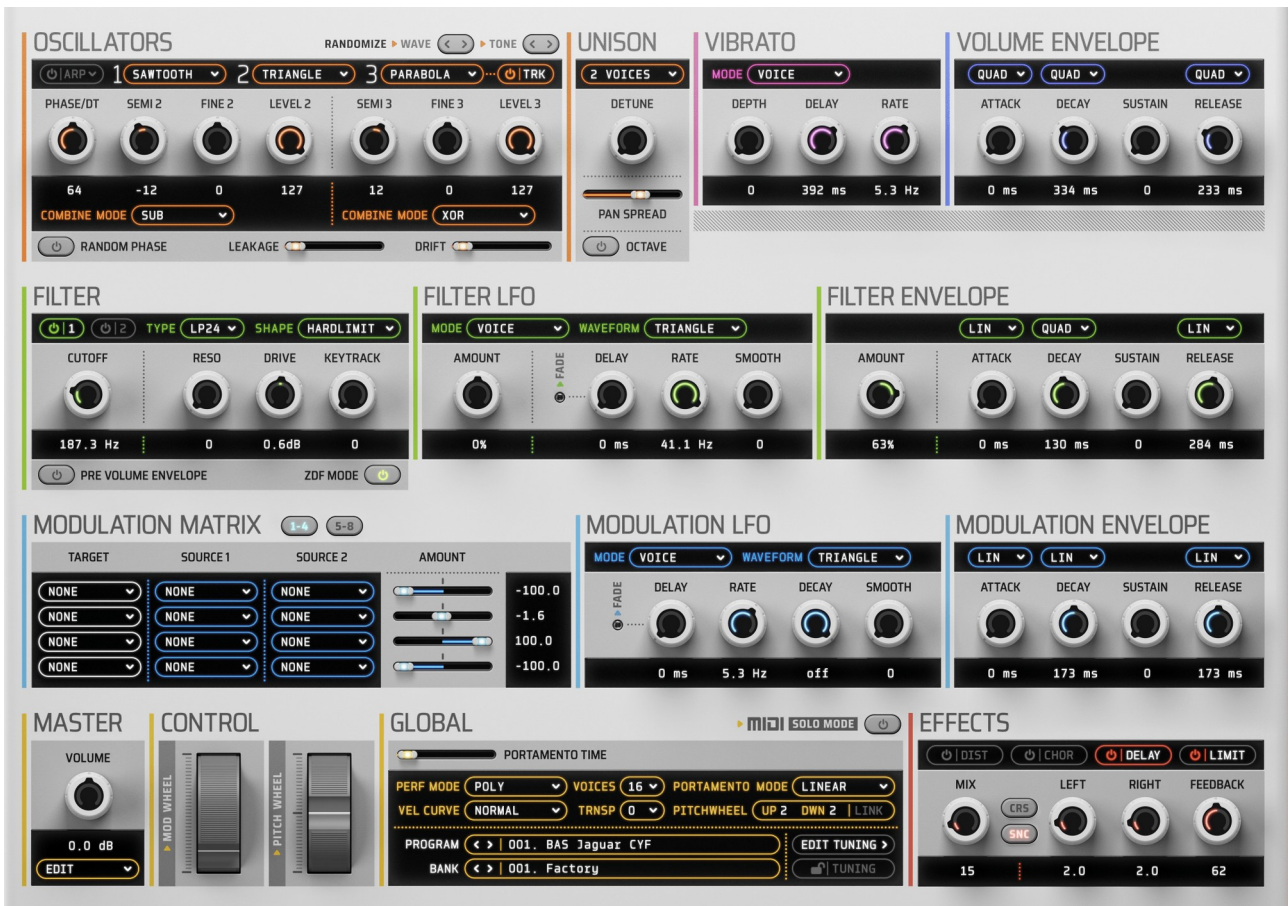 OSCILLATORS
RANDOMIZE WAVE < > TONE < >
ARP 1 SAWTOOTH 2 TRIANGLE 3 PARABOLA TRK
PHASE/DT SEMI 2 FINE 2 LEVEL 2 SEMI 3 FINE 3 LEVEL 3
64 -12 0 127 12 0 127
COMBINE MODE SUB COMBINE MODE XOR
RANDOM PHASE LEAKAGE DRIFT
UNISON
2 VOICES
DETUNE
PAN SPREAD
OCTAVE
VIBRATO
MODE VOICE
DEPTH DELAY RATE
0 392 ms 5.3 Hz
VOLUME ENVELOPE
QUAD QUAD QUAD
ATTACK DECAY SUSTAIN RELEASE
0 ms 334 ms 0 233 ms
FILTER
1 2 TYPE LP24 SHAPE HARDLIMIT
CUTOFF RESO DRIVE KEYTRACK
187.3 Hz 0 0.6dB 0
PRE VOLUME ENVELOPE ZDF MODE
FILTER LFO
MODE VOICE WAVEFORM TRIANGLE
AMOUNT FADE DELAY RATE SMOOTH
0% 0 ms 41.1 Hz 0
FILTER ENVELOPE
LIN QUAD LIN
AMOUNT ATTACK DECAY SUSTAIN RELEASE
63% 0 ms 130 ms 0 284 ms
MODULATION MATRIX 1-4 5-8
TARGET SOURCE 1 SOURCE 2 AMOUNT
NONE NONE NONE -100.0
NONE NONE NONE -1.6
NONE NONE NONE 100.0
NONE NONE NONE -100.0
MODULATION LFO
MODE VOICE WAVEFORM TRIANGLE
FADE DELAY RATE DECAY SMOOTH
0 ms 5.3 Hz off 0
MODULATION ENVELOPE
LIN LIN LIN
ATTACK DECAY SUSTAIN RELEASE
0 ms 173 ms 0 173 ms
MASTER
VOLUME
0.0 dB
EDIT
CONTROL
MOD WHEEL
PITCH WHEEL
GLOBAL
MIDI SOLO MODE
PORTAMENTO TIME
PERF MODE POLY VOICES 16 PORTAMENTO MODE LINEAR
VEL CURVE NORMAL TRNSP 0 PITCHWHEEL UP 2 DWN 2 | LINK
PROGRAM < > | 001. BAS Jaguar CYF EDIT TUNING >
BANK < > | 001. Factory TUNING
EFFECTS
DIST CHOR DELAY LIMIT
MIX LEFT RIGHT FEEDBACK
CRS
SNC
15 2.0 2.0 62